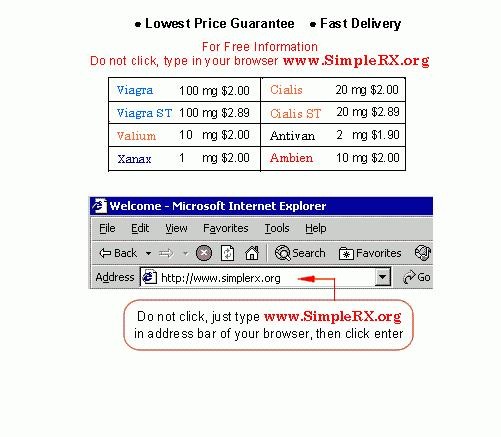 ● Lowest Price Guarantee ● Fast Delivery
For Free Information
Do not click, type in your browser www.SimpleRX.org
Viagra 100 mg $2.00 Cialis 20 mg $2.00
Viagra ST 100 mg $2.89 Cialis ST 20 mg $2.89
Valium 10 mg $2.00 Antivan 2 mg $1.90
Xanax 1 mg $2.00 Ambien 10 mg $2.00
Welcome - Microsoft Internet Explorer
File Edit View Favorites Tools Help
Back Search Favorites
Address http://www.simplerx.org Go
Do not click, just type www.SimpleRX.org
in address bar of your browser, then click enter